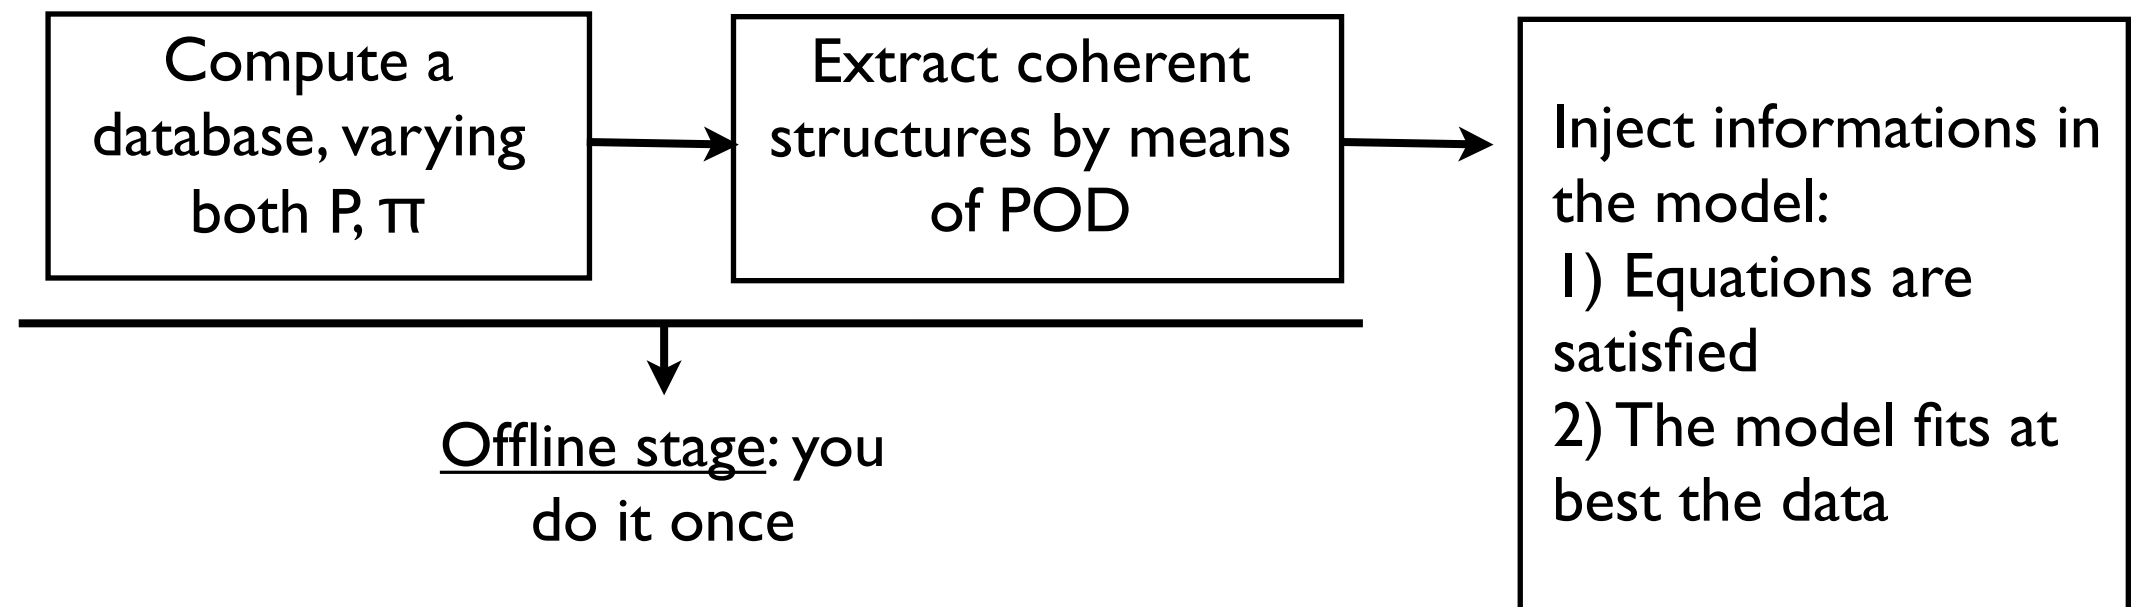 Compute a
database, varying
both P, π
Extract coherent
structures by means
of POD
Inject informations in
the model:
1) Equations are
satisfied
2) The model fits at
best the data
Offline stage: you
do it once